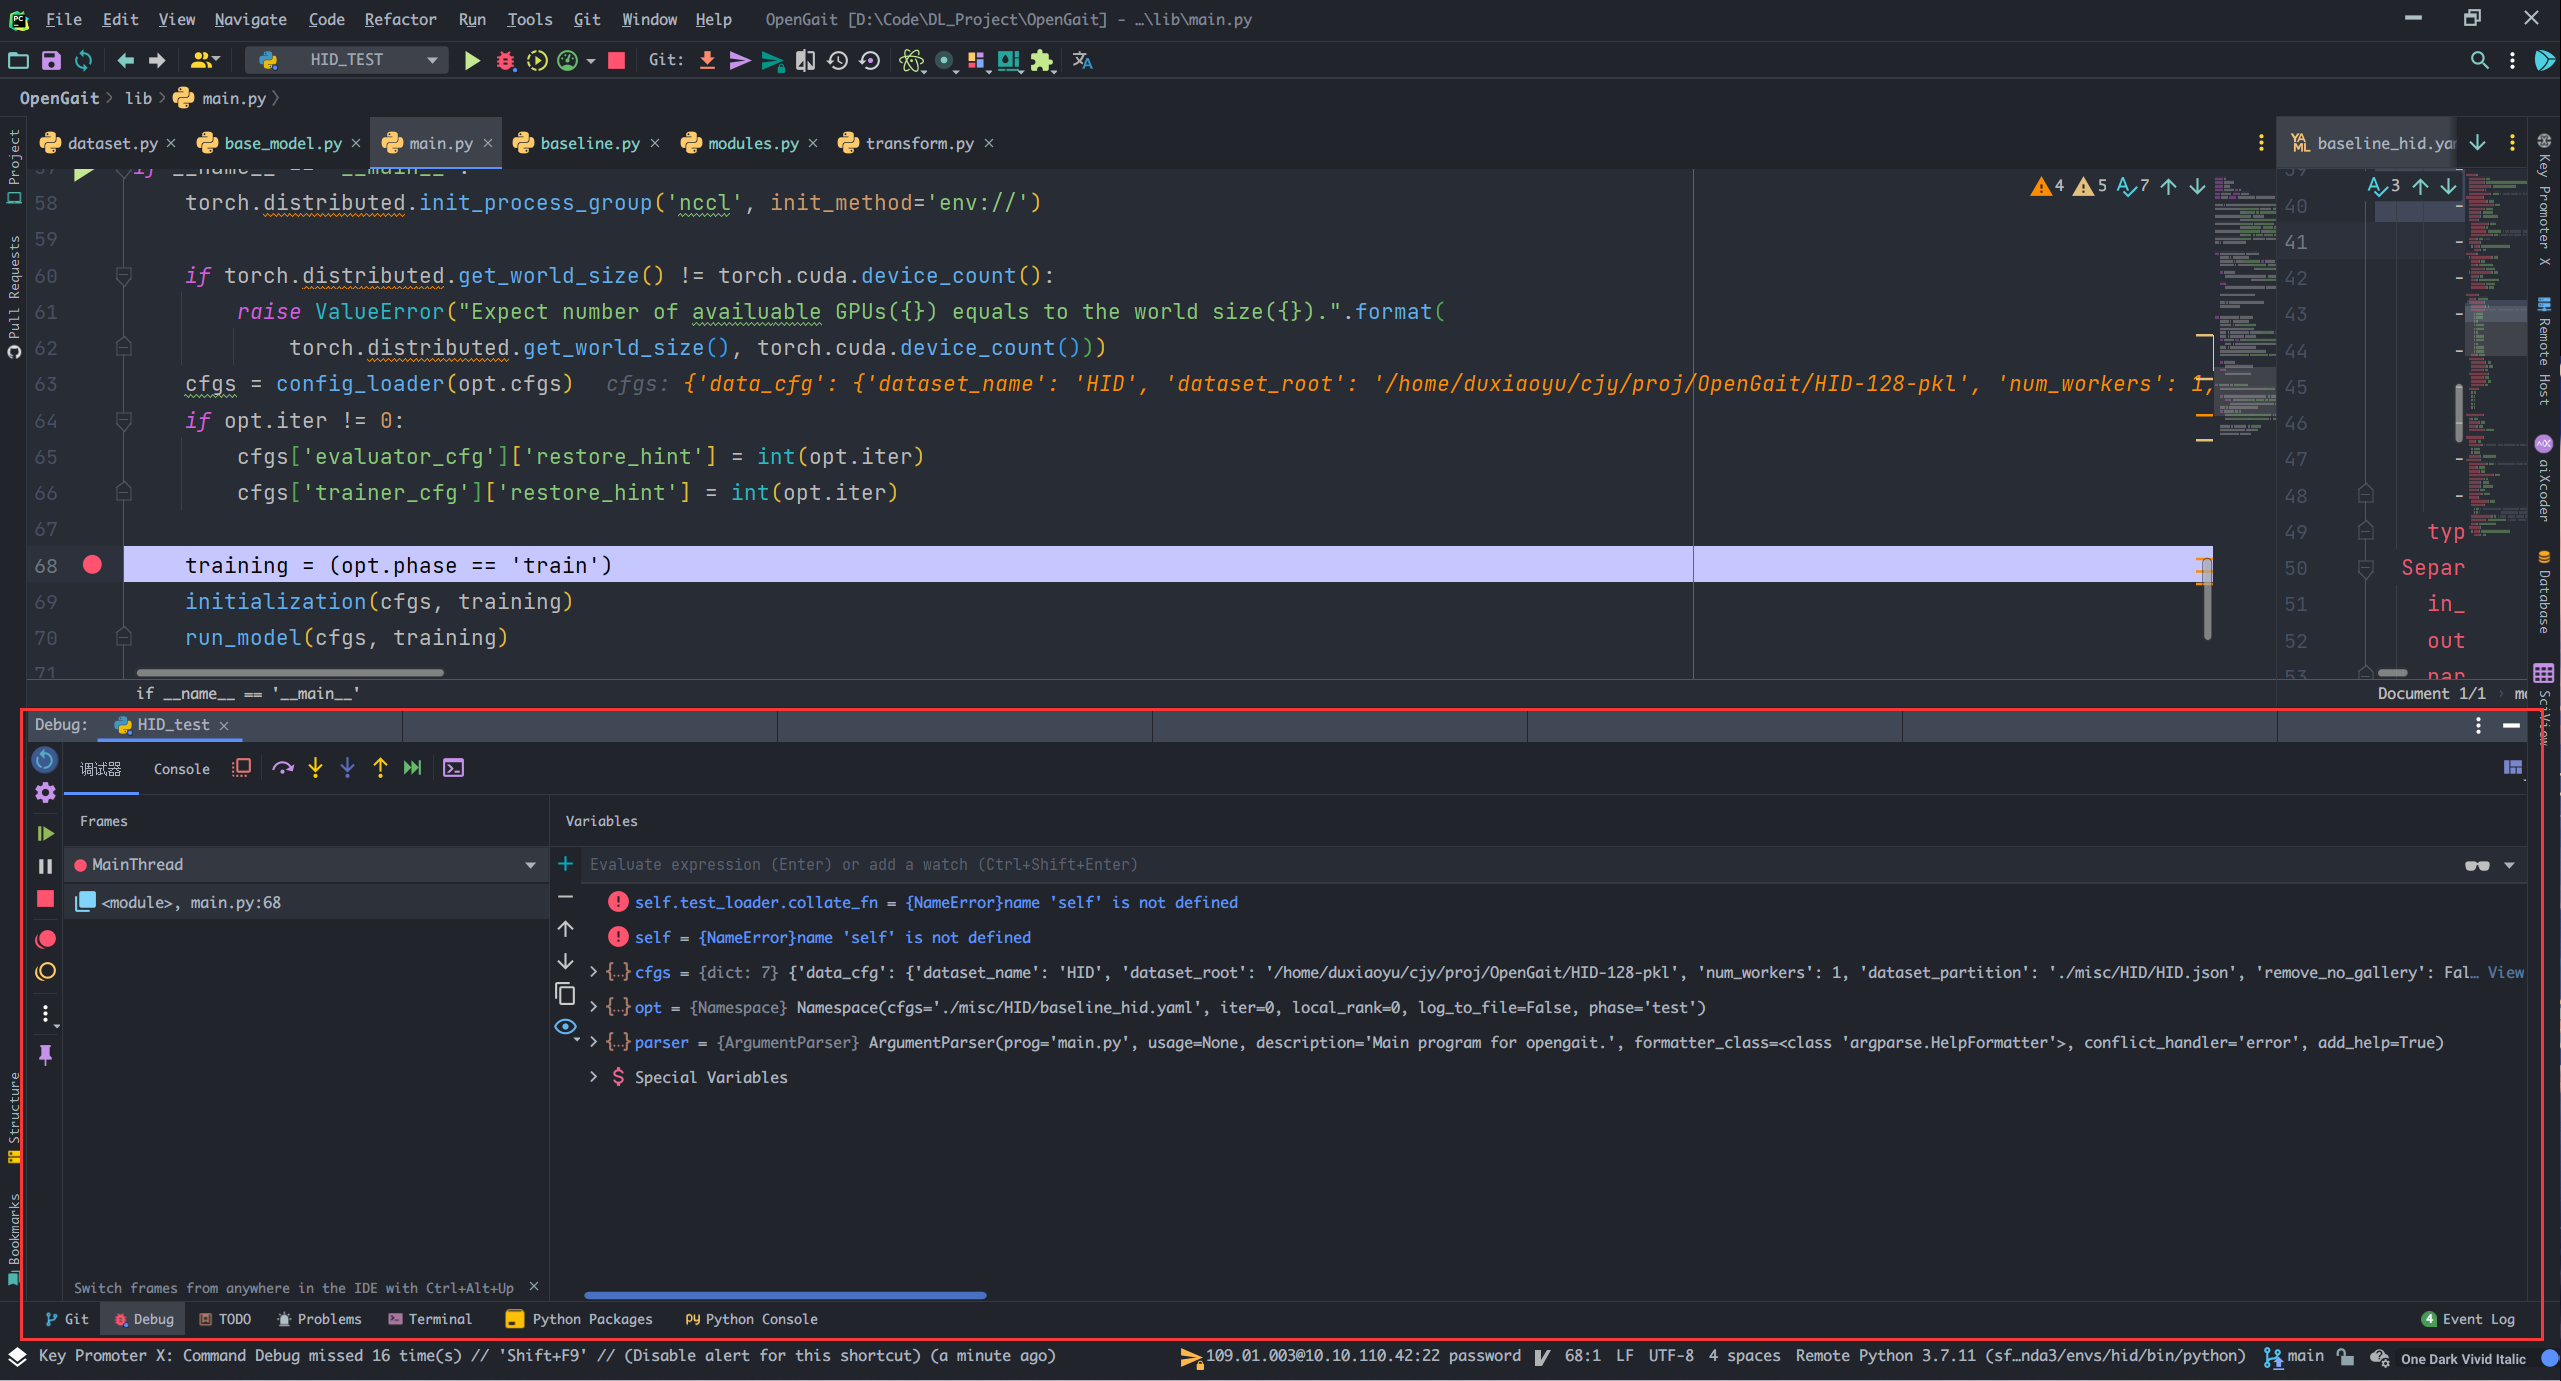 File Edit View Navigate Code Refactor Run Tools Git Window Help OpenGait [D:\Code\DL_Project\OpenGait] - ...\lib\main.py
HID_TEST Git:
OpenGait lib main.py
dataset.py base_model.py main.py baseline.py modules.py transform.py baseline_hid.ya
57 if __name__ == '__main__':
58 torch.distributed.init_process_group('nccl', init_method='env://')
59
60 if torch.distributed.get_world_size() != torch.cuda.device_count():
61 raise ValueError("Expect number of availuable GPUs({}) equals to the world size({}).".format(
62 torch.distributed.get_world_size(), torch.cuda.device_count()))
63 cfgs = config_loader(opt.cfgs) cfgs: {'data_cfg': {'dataset_name': 'HID', 'dataset_root': '/home/duxiaoyu/cjy/proj/OpenGait/HID-128-pkl', 'num_workers': 1,
64 if opt.iter != 0:
65 cfgs['evaluator_cfg']['restore_hint'] = int(opt.iter)
66 cfgs['trainer_cfg']['restore_hint'] = int(opt.iter)
67
68 training = (opt.phase == 'train')
69 initialization(cfgs, training)
70 run_model(cfgs, training)
71
4 5 7
if __name__ == '__main__'
3
39
40
41 -
42 -
43 -
44 -
45
46
47 -
48 -
49 typ
50 Separ
51 in_
52 out
53 par
Document 1/1
Project
Pull Requests
Structure
Bookmarks
Key Promoter X
Remote Host
aiXcoder
Database
SciView
Debug: HID_test
调试器 Console
Frames
Variables
MainThread
<module>, main.py:68
Evaluate expression (Enter) or add a watch (Ctrl+Shift+Enter)
self.test_loader.collate_fn = {NameError}name 'self' is not defined
self = {NameError}name 'self' is not defined
cfgs = {dict: 7} {'data_cfg': {'dataset_name': 'HID', 'dataset_root': '/home/duxiaoyu/cjy/proj/OpenGait/HID-128-pkl', 'num_workers': 1, 'dataset_partition': './misc/HID/HID.json', 'remove_no_gallery': Fal... View
opt = {Namespace} Namespace(cfgs='./misc/HID/baseline_hid.yaml', iter=0, local_rank=0, log_to_file=False, phase='test')
parser = {ArgumentParser} ArgumentParser(prog='main.py', usage=None, description='Main program for opengait.', formatter_class=<class 'argparse.HelpFormatter'>, conflict_handler='error', add_help=True)
Special Variables
Switch frames from anywhere in the IDE with Ctrl+Alt+Up
Git Debug TODO Problems Terminal Python Packages Python Console 4 Event Log
Key Promoter X: Command Debug missed 16 time(s) // 'Shift+F9' // (Disable alert for this shortcut) (a minute ago) 109.01.003@10.10.110.42:22 password 68:1 LF UTF-8 4 spaces Remote Python 3.7.11 (sf...nda3/envs/hid/bin/python) main One Dark Vivid Italic